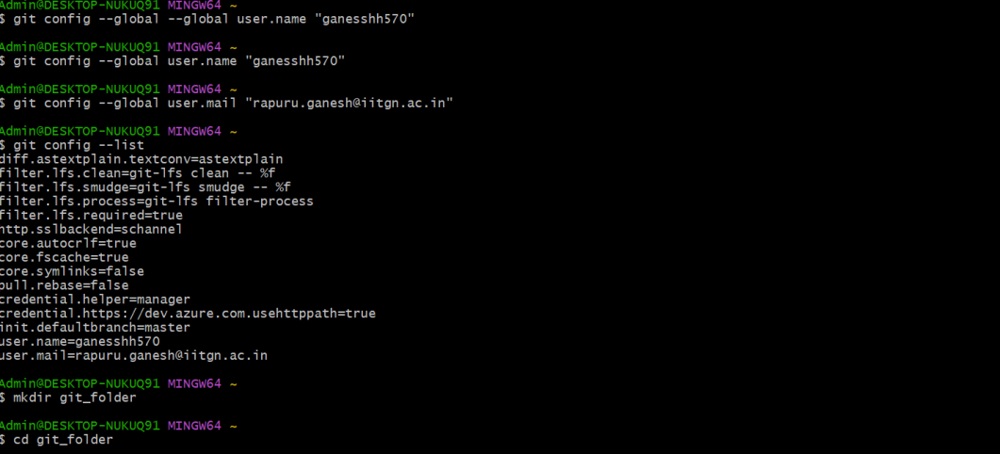 Admin@DESKTOP-NUKUQ91 MINGW64 ~
$ git config --global --global user.name "ganesshh570"
Admin@DESKTOP-NUKUQ91 MINGW64 ~
$ git config --global user.name "ganesshh570"
Admin@DESKTOP-NUKUQ91 MINGW64 ~
$ git config --global user.mail "rapuru.ganesh@iitgn.ac.in"
Admin@DESKTOP-NUKUQ91 MINGW64 ~
$ git config --list
diff.astextplain.textconv=astextplain
filter.lfs.clean=git-lfs clean -- %f
filter.lfs.smudge=git-lfs smudge -- %f
filter.lfs.process=git-lfs filter-process
filter.lfs.required=true
http.sslbackend=schannel
core.autocrlf=true
core.fscache=true
core.symlinks=false
pull.rebase=false
credential.helper=manager
credential.https://dev.azure.com.usehttppath=true
init.defaultbranch=master
user.name=ganesshh570
user.mail=rapuru.ganesh@iitgn.ac.in
Admin@DESKTOP-NUKUQ91 MINGW64 ~
$ mkdir git_folder
Admin@DESKTOP-NUKUQ91 MINGW64 ~
$ cd git_folder